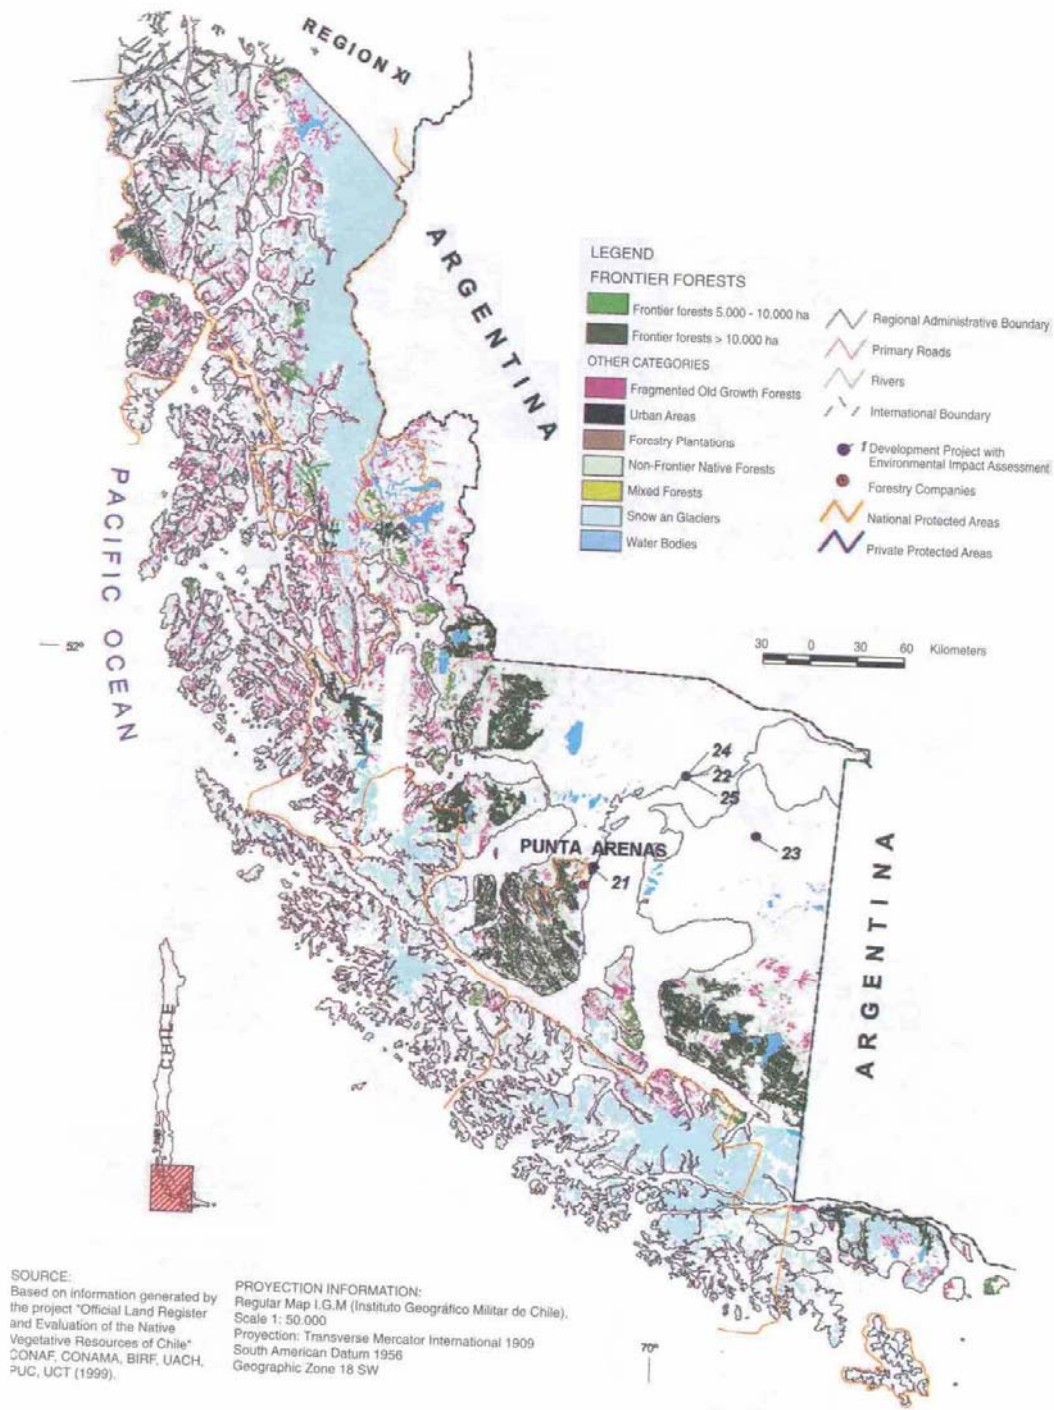 REGION XI
ARGENTINA
LEGEND
FRONTIER FORESTS
Frontier forests 5.000 - 10.000 ha
Frontier forests > 10.000 ha
OTHER CATEGORIES
Fragmented Old Growth Forests
Urban Areas
Forestry Plantations
Non-Frontier Native Forests
Mixed Forests
Snow an Glaciers
Water Bodies
Regional Administrative Boundary
Primary Roads
Rivers
International Boundary
1 Development Project with
Environmental Impact Assessment
Forestry Companies
National Protected Areas
Private Protected Areas
PACIFIC OCEAN
52°
30 0 30 60 Kilometers
24
22
25
23
PUNTA ARENAS
21
ARGENTINA
CHILE
SOURCE:
Based on information generated by
the project "Official Land Register
and Evaluation of the Native
Vegetative Resources of Chile"
CONAF, CONAMA, BIRF, UACH,
PUC, UCT (1999).
PROYECTION INFORMATION:
Regular Map I.G.M (Instituto Geográfico Militar de Chile).
Scale 1: 50.000
Proyection: Transverse Mercator International 1909
South American Datum 1956
Geographic Zone 18 SW
70°